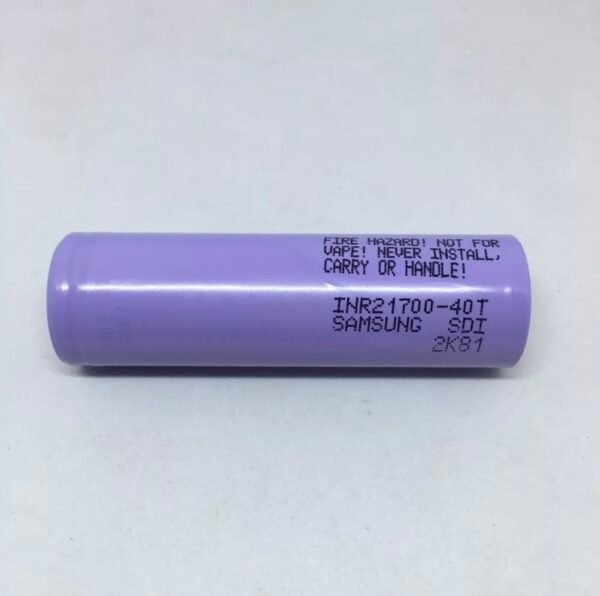 FIRE HAZARD! NOT FOR
VAPE! NEVER INSTALL,
CARRY OR HANDLE!
INR21700-40T
SAMSUNG SDI
2K81